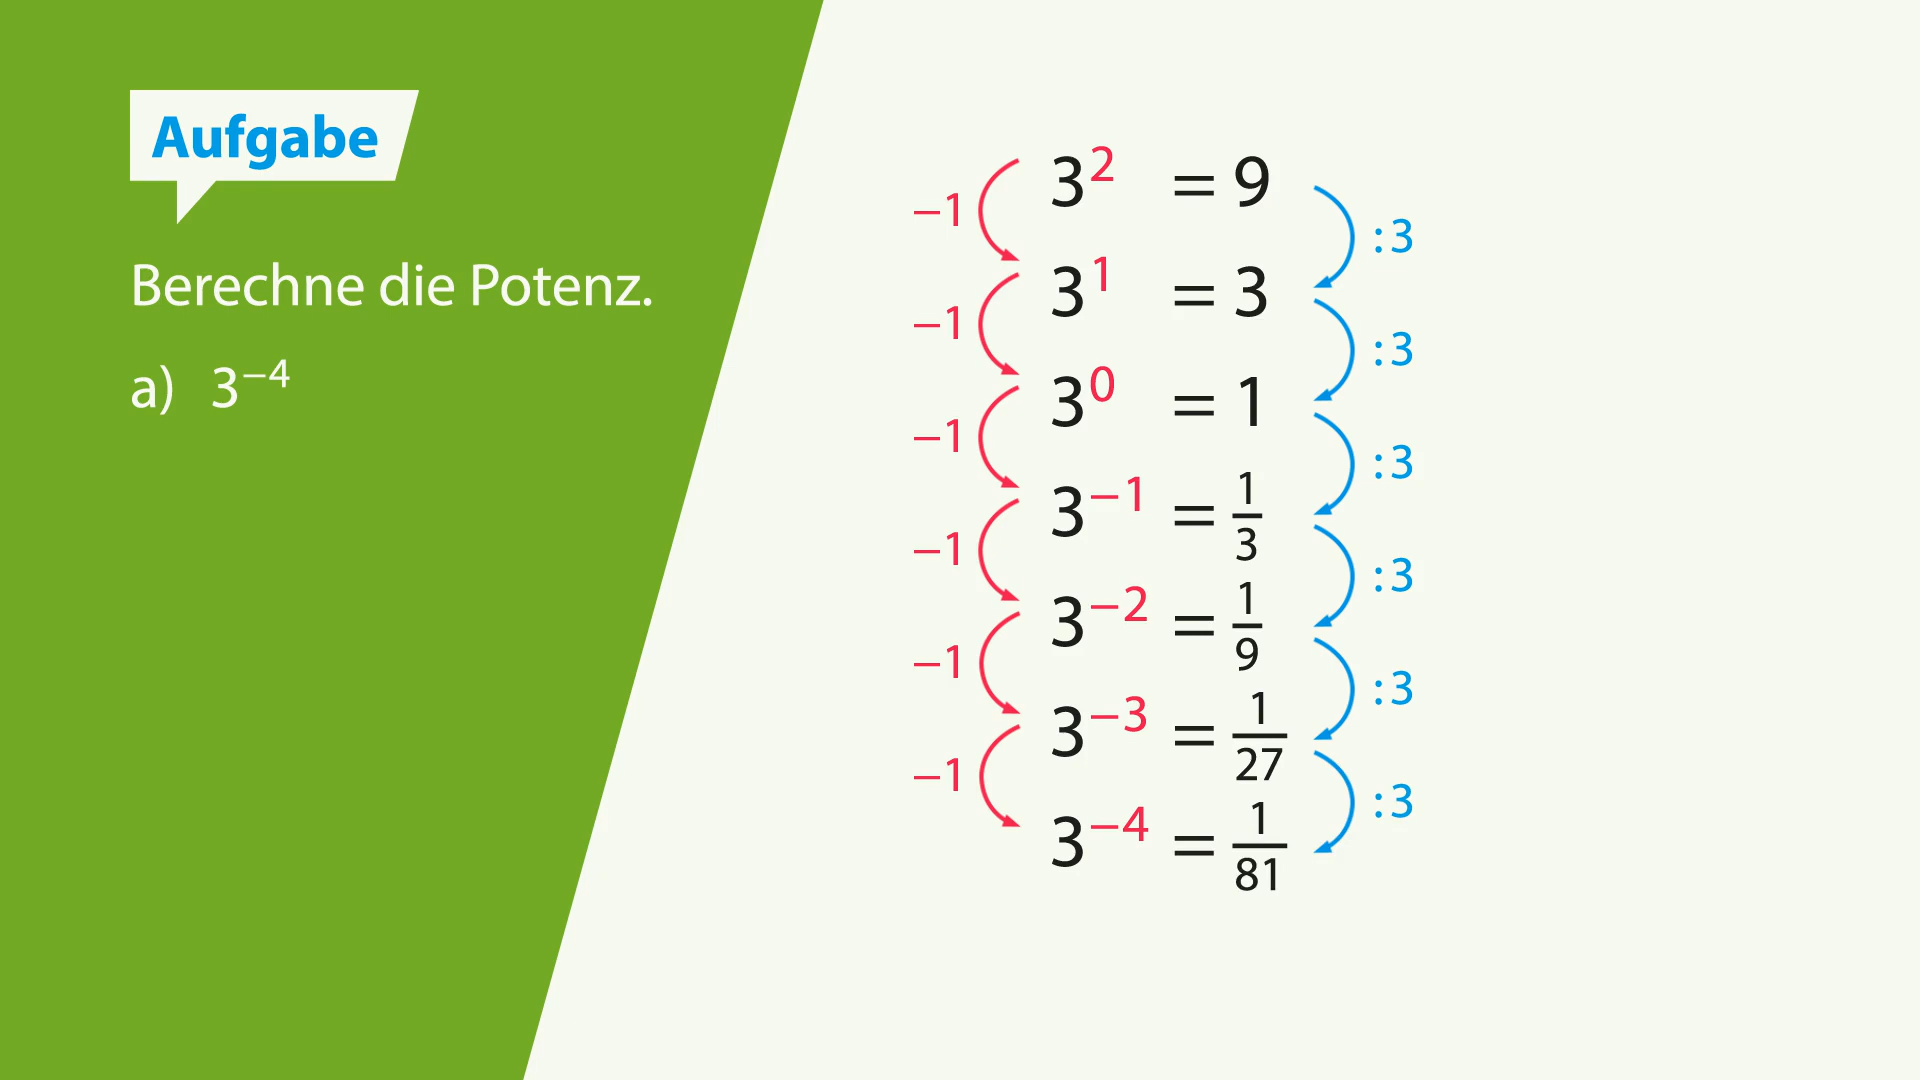 Aufgabe
Berechne die Potenz.
a) 3⁻⁴
3² = 9
−1 :3
3¹ = 3
−1 :3
3⁰ = 1
−1 :3
3⁻¹ = 1/3
−1 :3
3⁻² = 1/9
−1 :3
3⁻³ = 1/27
−1 :3
3⁻⁴ = 1/81